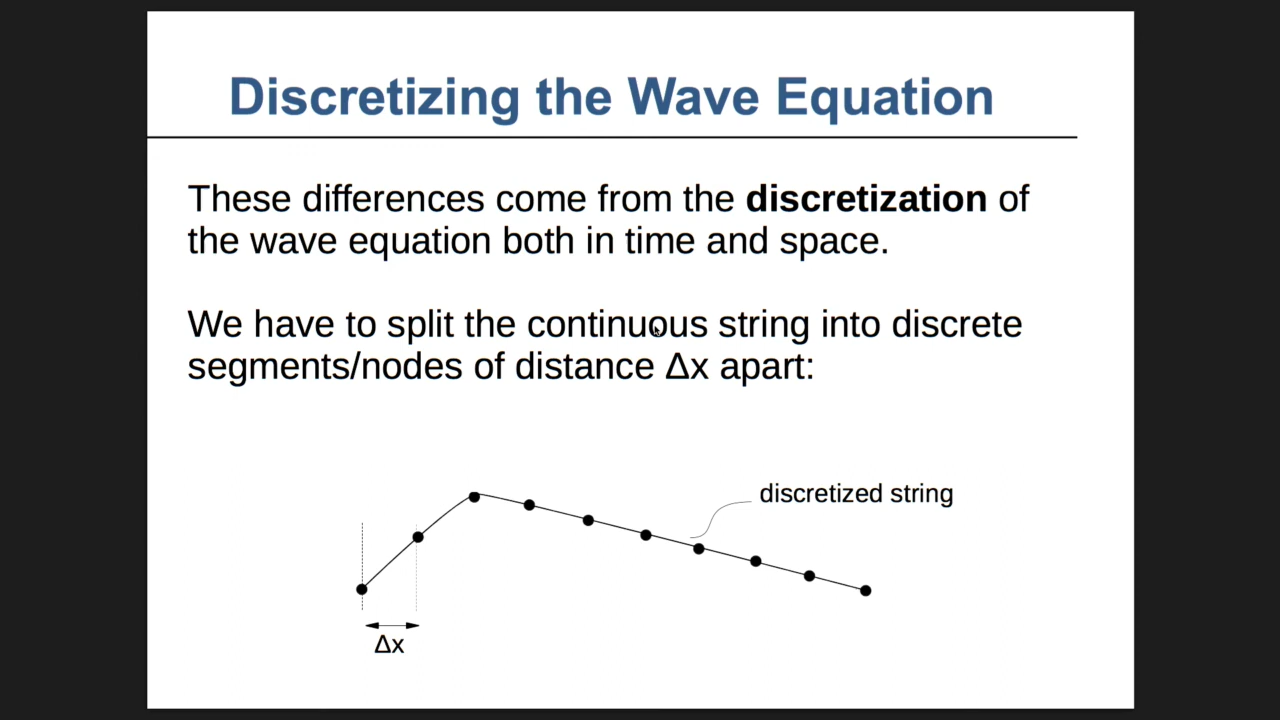 Discretizing the Wave Equation
These differences come from the discretization of
the wave equation both in time and space.
We have to split the continuous string into discrete
segments/nodes of distance Δx apart:
discretized string
Δx